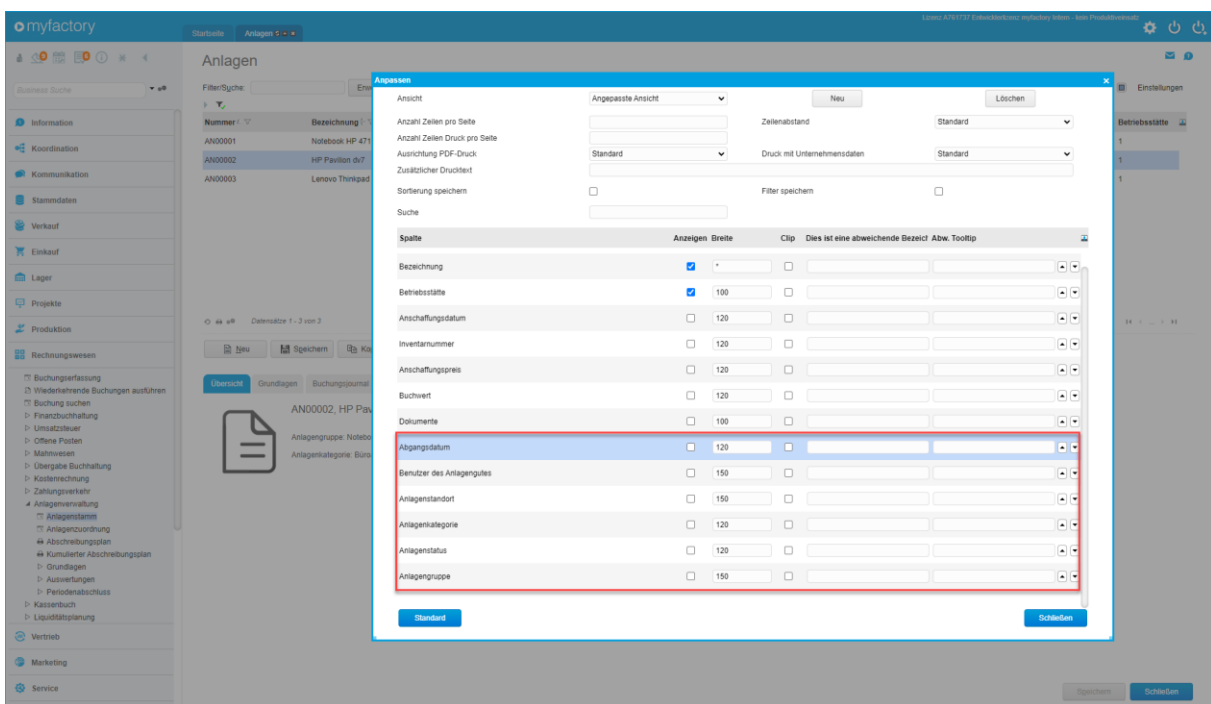 myfactory
Startseite
Anlagen
Lizenz A781737 Entwicklerlizenz myfactory Intern - kein Produktiveinsatz
Anlagen
Business Suche
Filter/Suche:
Einstellungen
Nummer
Bezeichnung
Betriebsstätte
AN00001
Notebook HP 471
1
AN00002
HP Pavilion dv7
1
AN00003
Lenovo Thinkpad
1
Information
Koordination
Kommunikation
Stammdaten
Verkauf
Einkauf
Lager
Projekte
Produktion
Rechnungswesen
Buchungserfassung
Wiederkehrende Buchungen ausführen
Buchung suchen
Finanzbuchhaltung
Umsatzsteuer
Offene Posten
Mahnwesen
Übergabe Buchhaltung
Kostenrechnung
Zahlungsverkehr
Anlagenverwaltung
Anlagenstamm
Anlagenzuordnung
Abschreibungsplan
Kumulierter Abschreibungsplan
Grundlagen
Auswertungen
Periodenabschluss
Kassenbuch
Liquiditätsplanung
Vertrieb
Marketing
Service
Datensätze 1 - 3 von 3
Neu
Speichern
Übersicht
Grundlagen
Buchungsjournal
AN00002, HP Pav
Anlagengruppe: Notebo
Anlagenkategorie: Büro
Anpassen
Ansicht
Angepasste Ansicht
Neu
Löschen
Anzahl Zeilen pro Seite
Zeilenabstand
Standard
Anzahl Zeilen Druck pro Seite
Ausrichtung PDF-Druck
Standard
Druck mit Unternehmensdaten
Standard
Zusätzlicher Drucktext
Sortierung speichern
Filter speichern
Suche
Spalte
Anzeigen
Breite
Clip
Dies ist eine abweichende Bezeich
Abw. Tooltip
Bezeichnung
*
Betriebsstätte
100
Anschaffungsdatum
120
Inventarnummer
120
Anschaffungspreis
120
Buchwert
120
Dokumente
100
Abgangsdatum
120
Benutzer des Anlagengutes
150
Anlagenstandort
150
Anlagenkategorie
120
Anlagenstatus
120
Anlagengruppe
150
Standard
Schließen
Speichern
Schließen